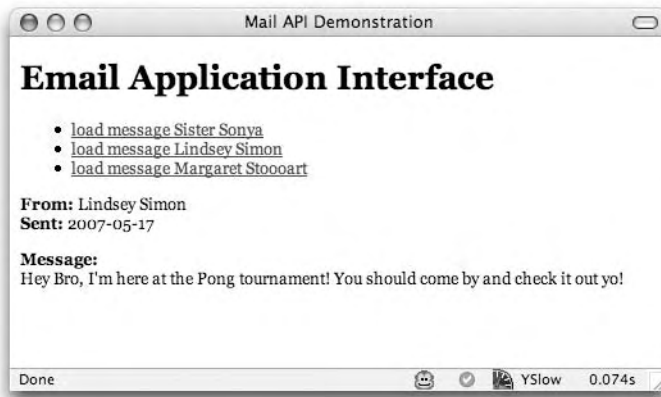 Mail API Demonstration
Email Application Interface
load message Sister Sonya
load message Lindsey Simon
load message Margaret Stoooart
From: Lindsey Simon
Sent: 2007-05-17
Message:
Hey Bro, I'm here at the Pong tournament! You should come by and check it out yo!
Done YSlow 0.074s